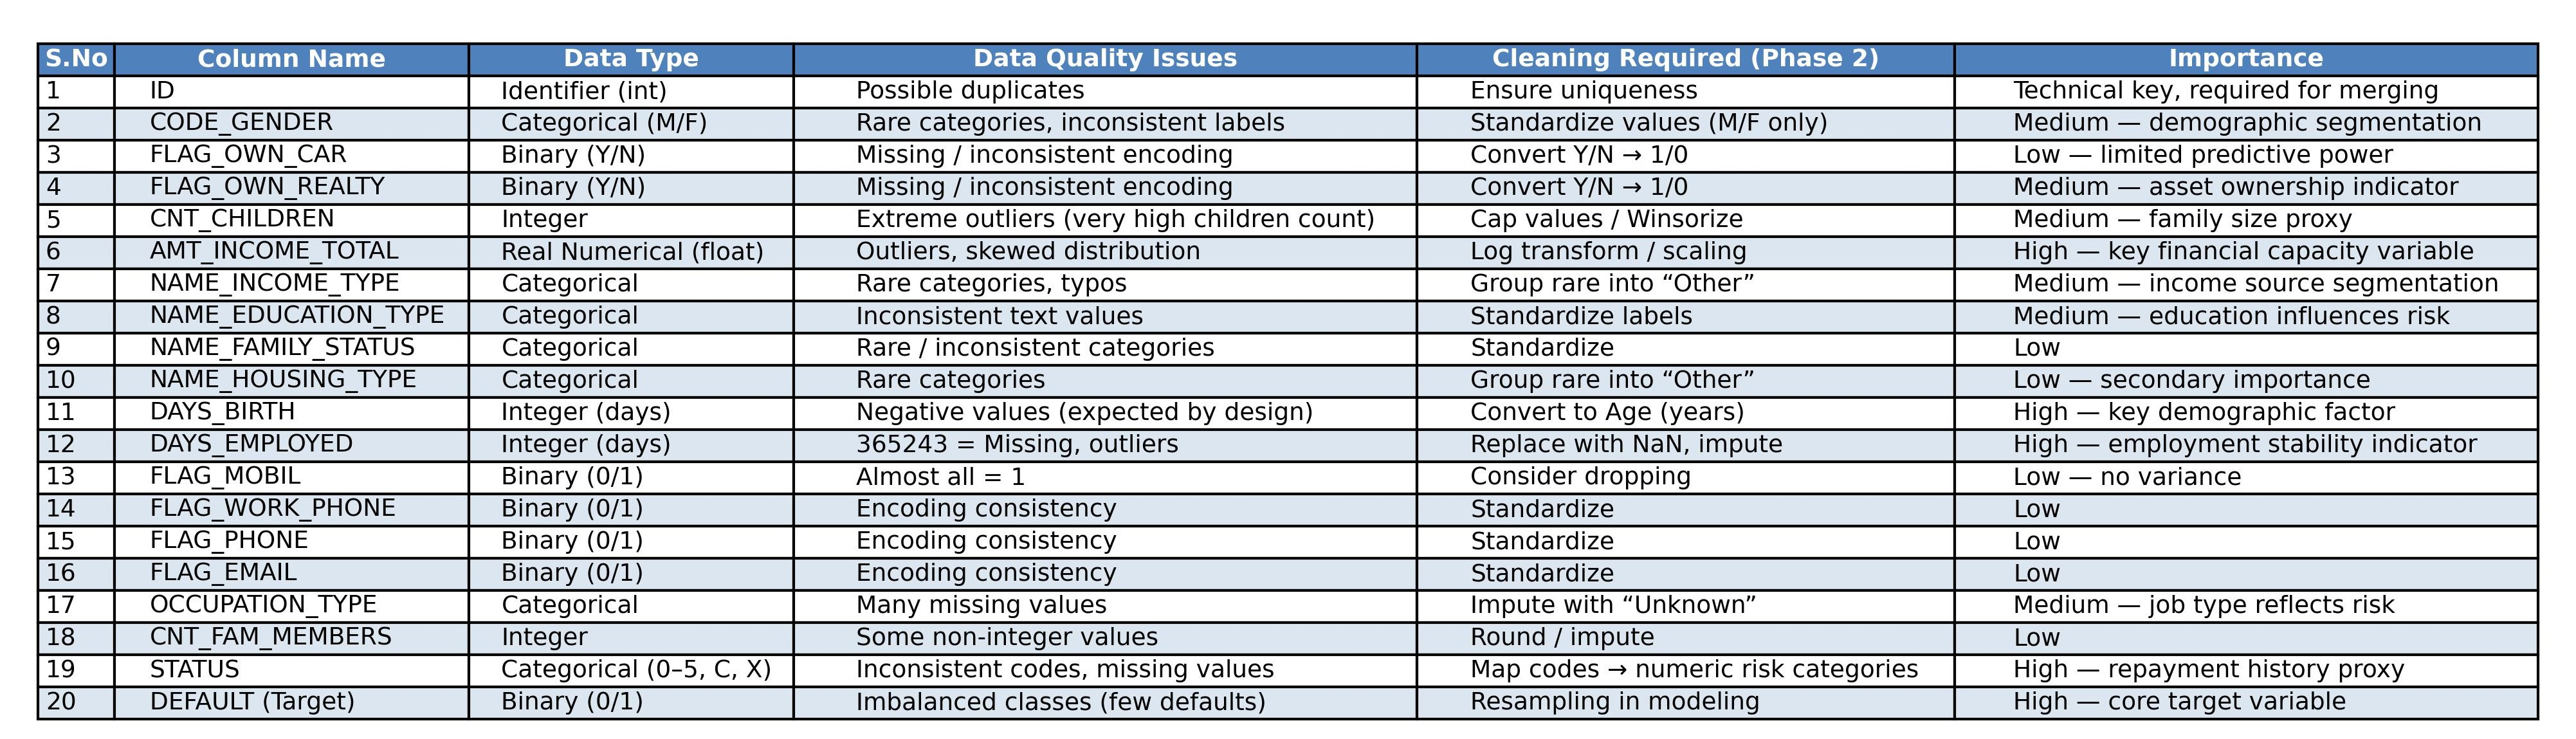 S.No Column Name Data Type Data Quality Issues Cleaning Required (Phase 2) Importance
1 ID Identifier (int) Possible duplicates Ensure uniqueness Technical key, required for merging
2 CODE_GENDER Categorical (M/F) Rare categories, inconsistent labels Standardize values (M/F only) Medium — demographic segmentation
3 FLAG_OWN_CAR Binary (Y/N) Missing / inconsistent encoding Convert Y/N → 1/0 Low — limited predictive power
4 FLAG_OWN_REALTY Binary (Y/N) Missing / inconsistent encoding Convert Y/N → 1/0 Medium — asset ownership indicator
5 CNT_CHILDREN Integer Extreme outliers (very high children count) Cap values / Winsorize Medium — family size proxy
6 AMT_INCOME_TOTAL Real Numerical (float) Outliers, skewed distribution Log transform / scaling High — key financial capacity variable
7 NAME_INCOME_TYPE Categorical Rare categories, typos Group rare into “Other” Medium — income source segmentation
8 NAME_EDUCATION_TYPE Categorical Inconsistent text values Standardize labels Medium — education influences risk
9 NAME_FAMILY_STATUS Categorical Rare / inconsistent categories Standardize Low
10 NAME_HOUSING_TYPE Categorical Rare categories Group rare into “Other” Low — secondary importance
11 DAYS_BIRTH Integer (days) Negative values (expected by design) Convert to Age (years) High — key demographic factor
12 DAYS_EMPLOYED Integer (days) 365243 = Missing, outliers Replace with NaN, impute High — employment stability indicator
13 FLAG_MOBIL Binary (0/1) Almost all = 1 Consider dropping Low — no variance
14 FLAG_WORK_PHONE Binary (0/1) Encoding consistency Standardize Low
15 FLAG_PHONE Binary (0/1) Encoding consistency Standardize Low
16 FLAG_EMAIL Binary (0/1) Encoding consistency Standardize Low
17 OCCUPATION_TYPE Categorical Many missing values Impute with “Unknown” Medium — job type reflects risk
18 CNT_FAM_MEMBERS Integer Some non-integer values Round / impute Low
19 STATUS Categorical (0–5, C, X) Inconsistent codes, missing values Map codes → numeric risk categories High — repayment history proxy
20 DEFAULT (Target) Binary (0/1) Imbalanced classes (few defaults) Resampling in modeling High — core target variable